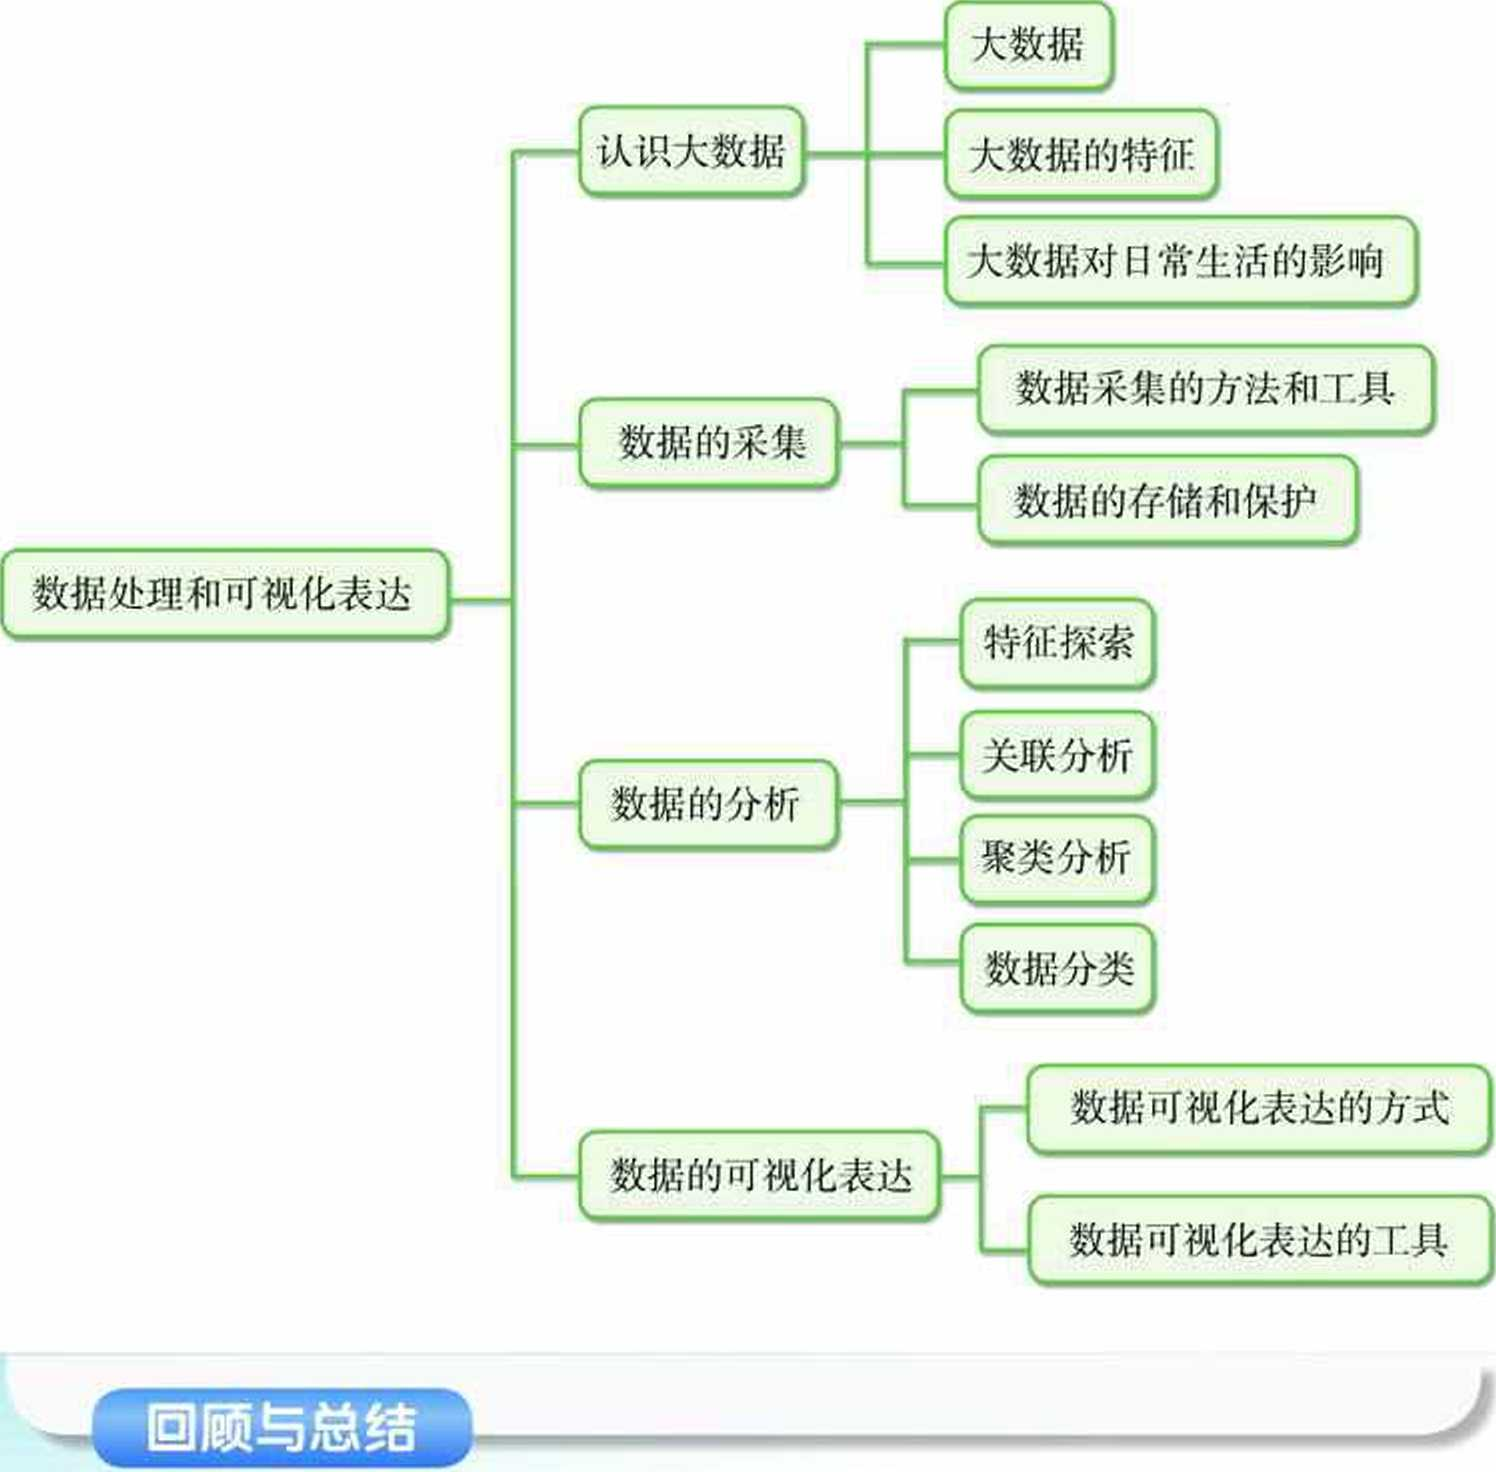 数据处理和可视化表达
认识大数据
大数据
大数据的特征
大数据对日常生活的影响
数据的采集
数据采集的方法和工具
数据的存储和保护
数据的分析
特征探索
关联分析
聚类分析
数据分类
数据的可视化表达
数据可视化表达的方式
数据可视化表达的工具
回顾与总结